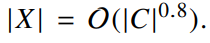 |X| = 𝒪(|C|^0.8).